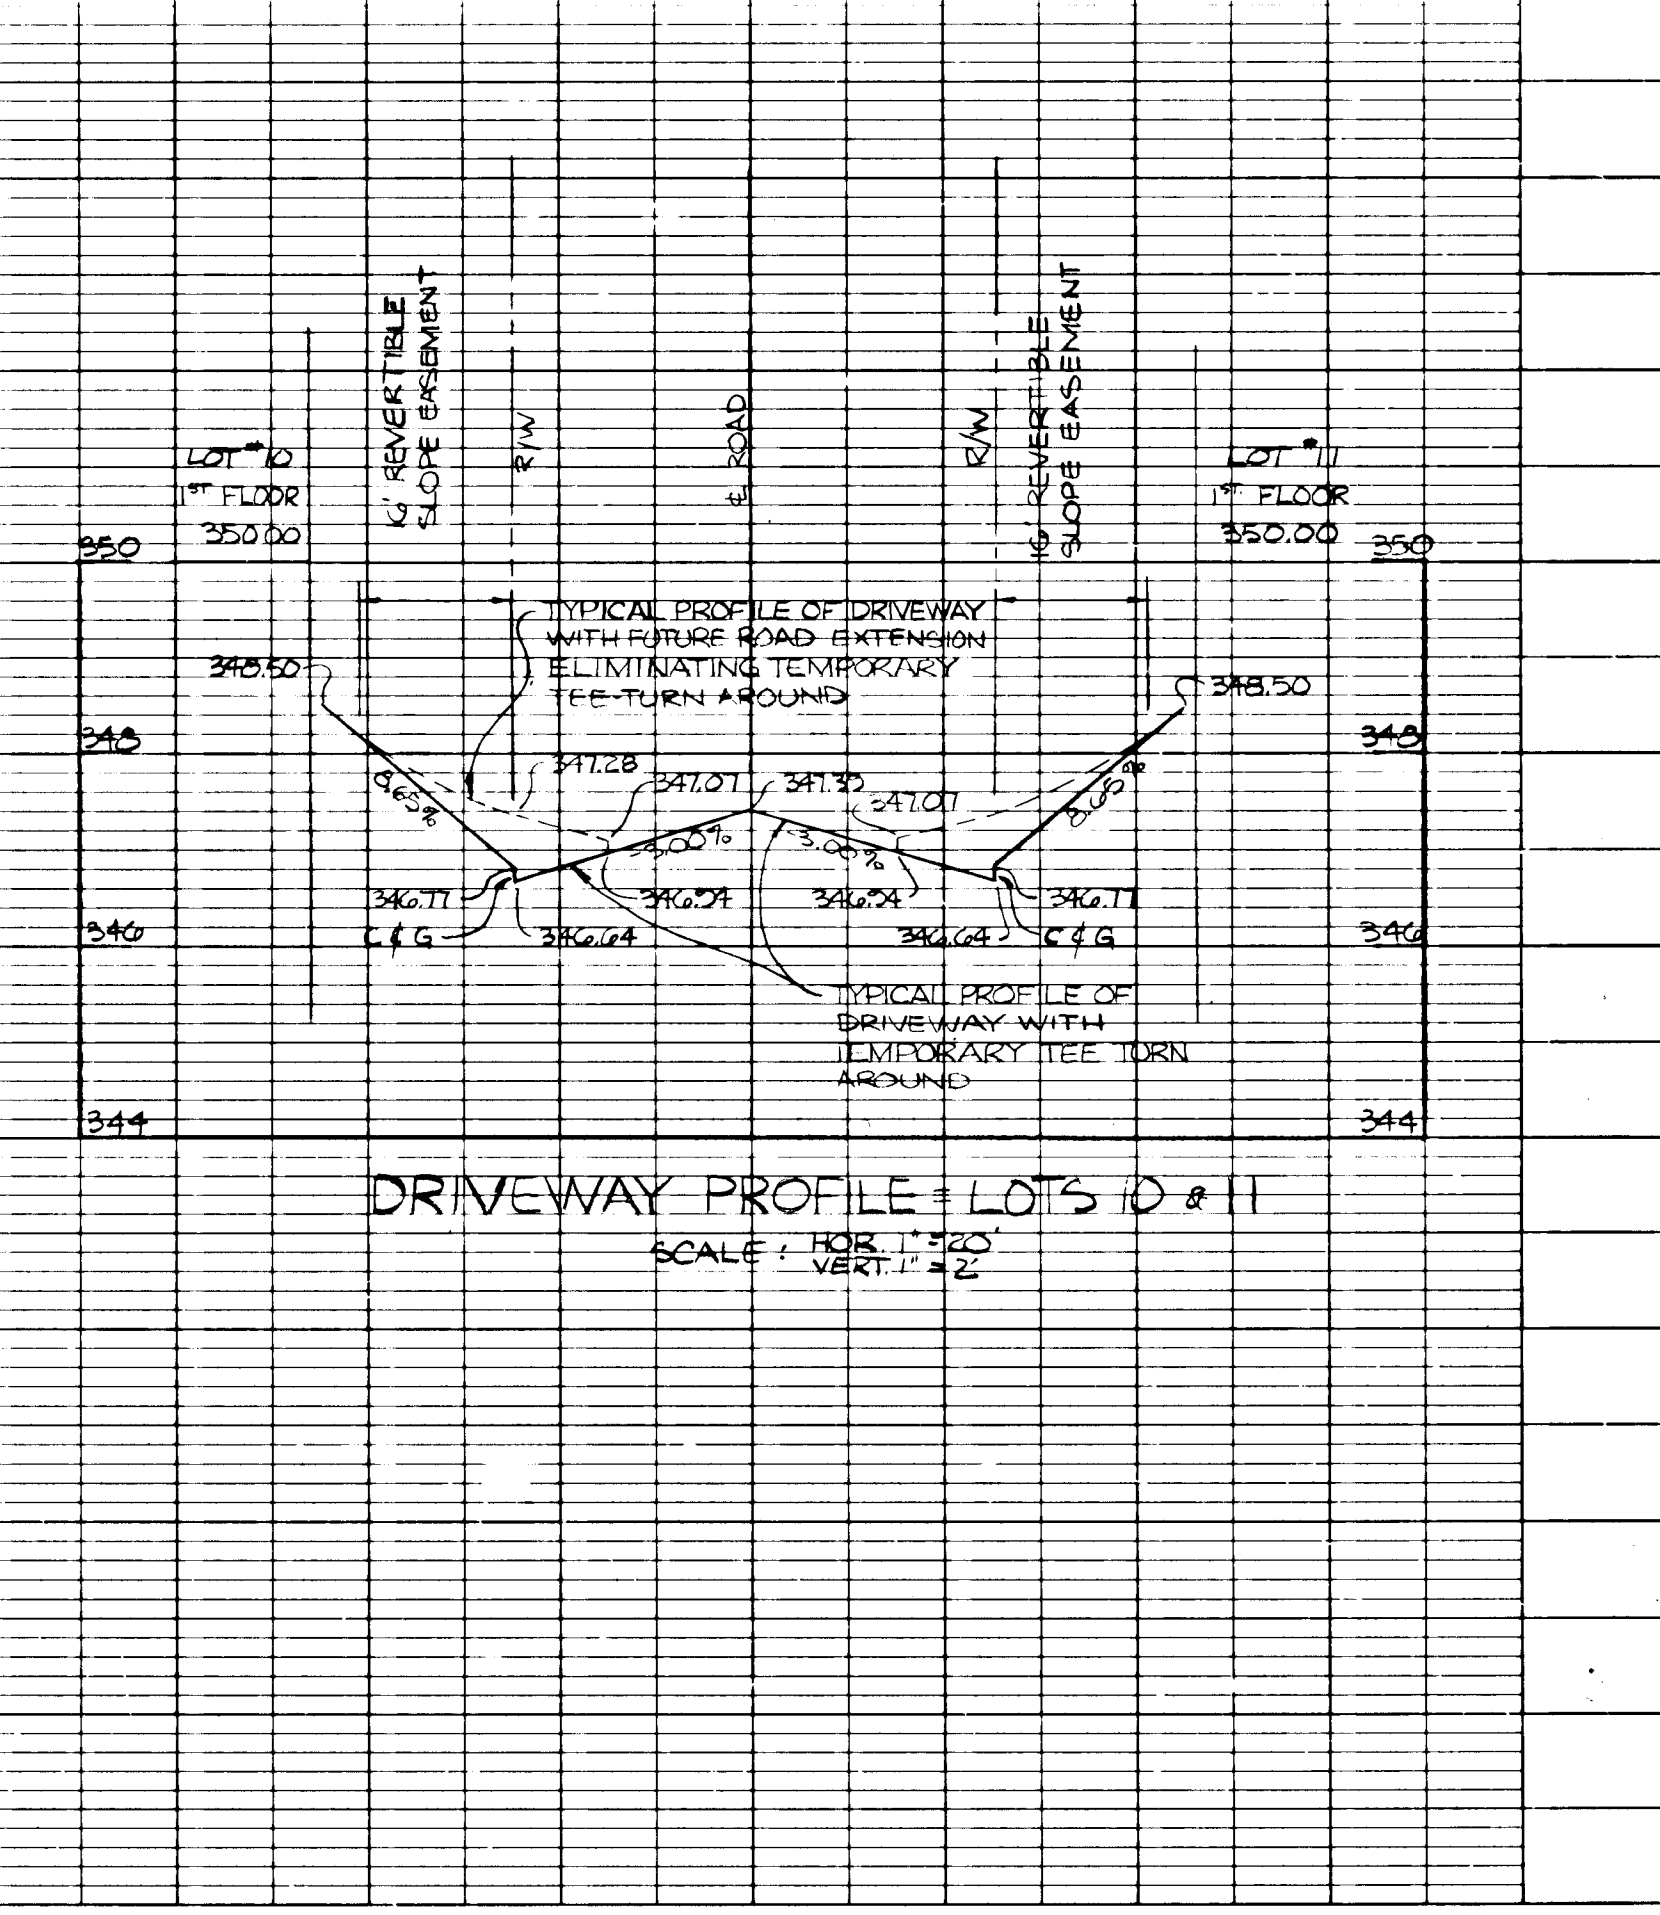 16' REVERTIBLE
SLOPE EASEMENT
R/W
℄ ROAD
R/W
16' REVERTIBLE
SLOPE EASEMENT
LOT #10
1ST FLOOR
350.00
LOT #11
1ST FLOOR
350.00
350
350
TYPICAL PROFILE OF DRIVEWAY
WITH FUTURE ROAD EXTENSION
ELIMINATING TEMPORARY
TEE-TURN AROUND
348.50
348.50
348
348
347.28
347.07
347.35
347.07
8.65%
3.00%
3.00%
8.65%
346.77
346.94
346.94
346.77
346
C & G
346.64
346.64
C & G
346
TYPICAL PROFILE OF
DRIVEWAY WITH
TEMPORARY TEE TURN
AROUND
344
344
DRIVEWAY PROFILE = LOTS 10 & 11
SCALE : HOR. 1" = 20'
VERT. 1" = 2'